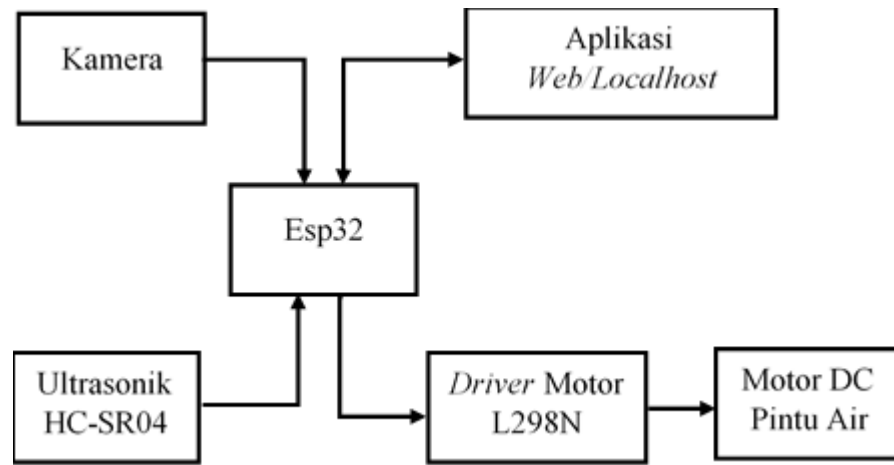 Kamera
Aplikasi
Web/Localhost
Esp32
Ultrasonik
HC-SR04
Driver Motor
L298N
Motor DC
Pintu Air